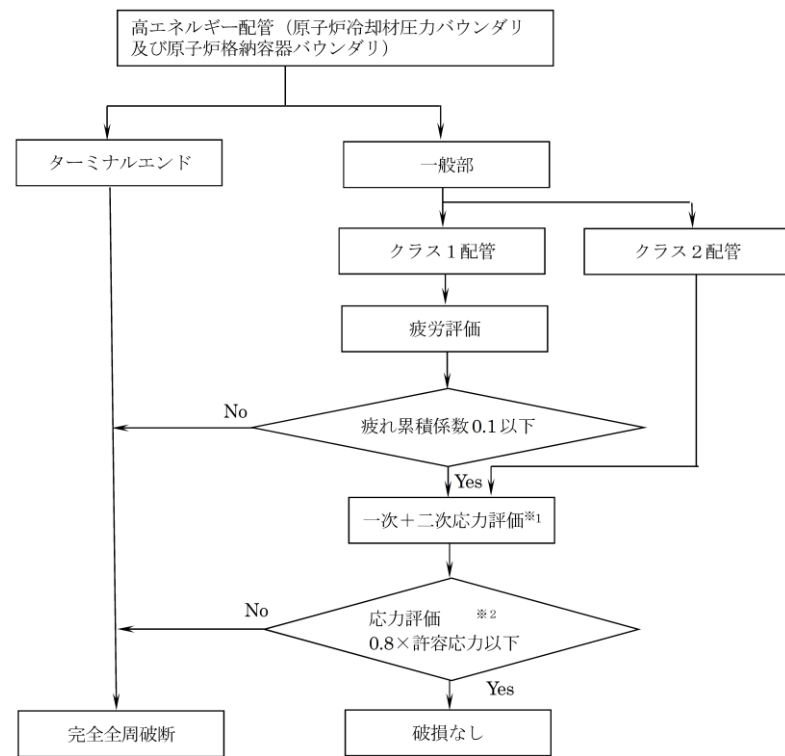 高エネルギー配管（原子炉冷却材圧力バウンダリ
及び原子炉格納容器バウンダリ）
ターミナルエンド
一般部
クラス１配管
クラス２配管
疲労評価
No
疲れ累積係数0.1以下
Yes
一次＋二次応力評価※1
No
応力評価 ※2
0.8×許容応力以下
Yes
完全全周破断
破損なし